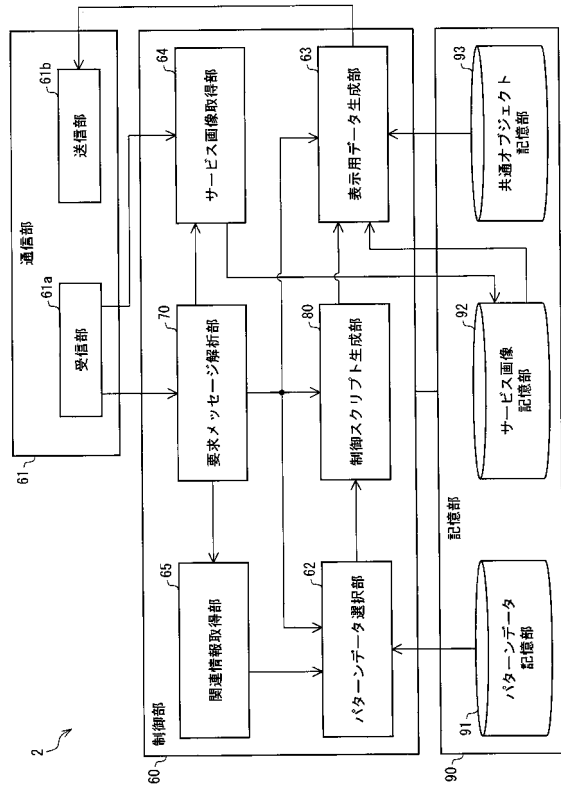 2
通信部
61
受信部
61a
送信部
61b
制御部
60
関連情報取得部
65
要求メッセージ解析部
70
サービス画像取得部
64
パターンデータ選択部
62
制御スクリプト生成部
80
表示用データ生成部
63
記憶部
90
パターンデータ
記憶部
91
サービス画像
記憶部
92
共通オブジェクト
記憶部
93